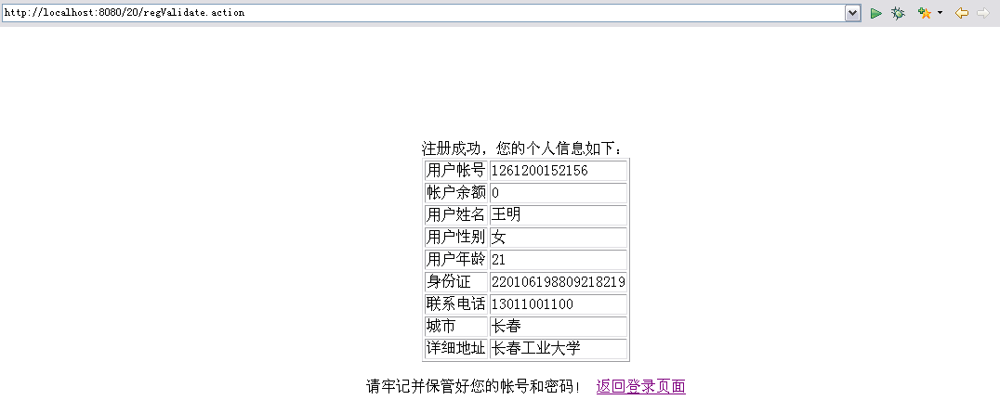 http://localhost:8080/20/regValidate.action
注册成功，您的个人信息如下：
用户帐号 1261200152156
帐户余额 0
用户姓名 王明
用户性别 女
用户年龄 21
身份证 220106198809218219
联系电话 13011001100
城市 长春
详细地址 长春工业大学
请牢记并保管好您的帐号和密码! 返回登录页面